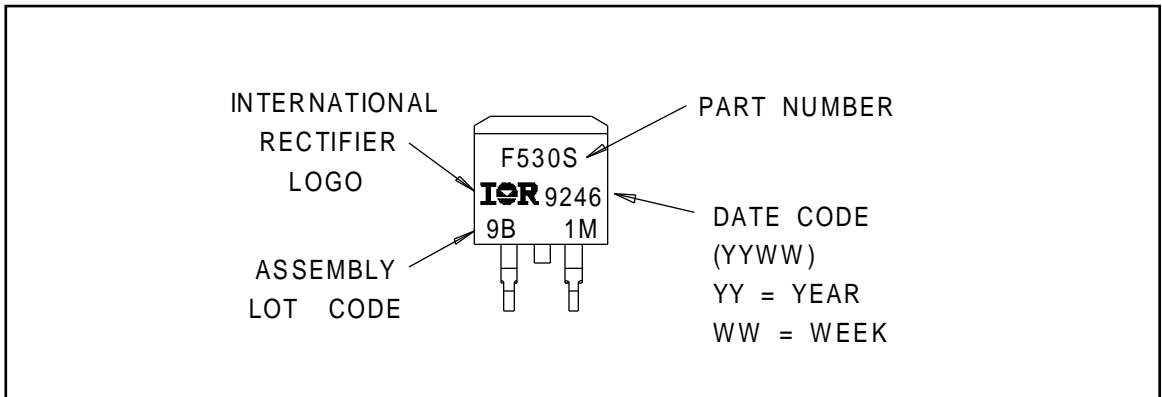 INTERNATIONAL
RECTIFIER
LOGO
ASSEMBLY
LOT CODE
F530S
IOR 9246
9B 1M
PART NUMBER
DATE CODE
(YYWW)
YY = YEAR
WW = WEEK